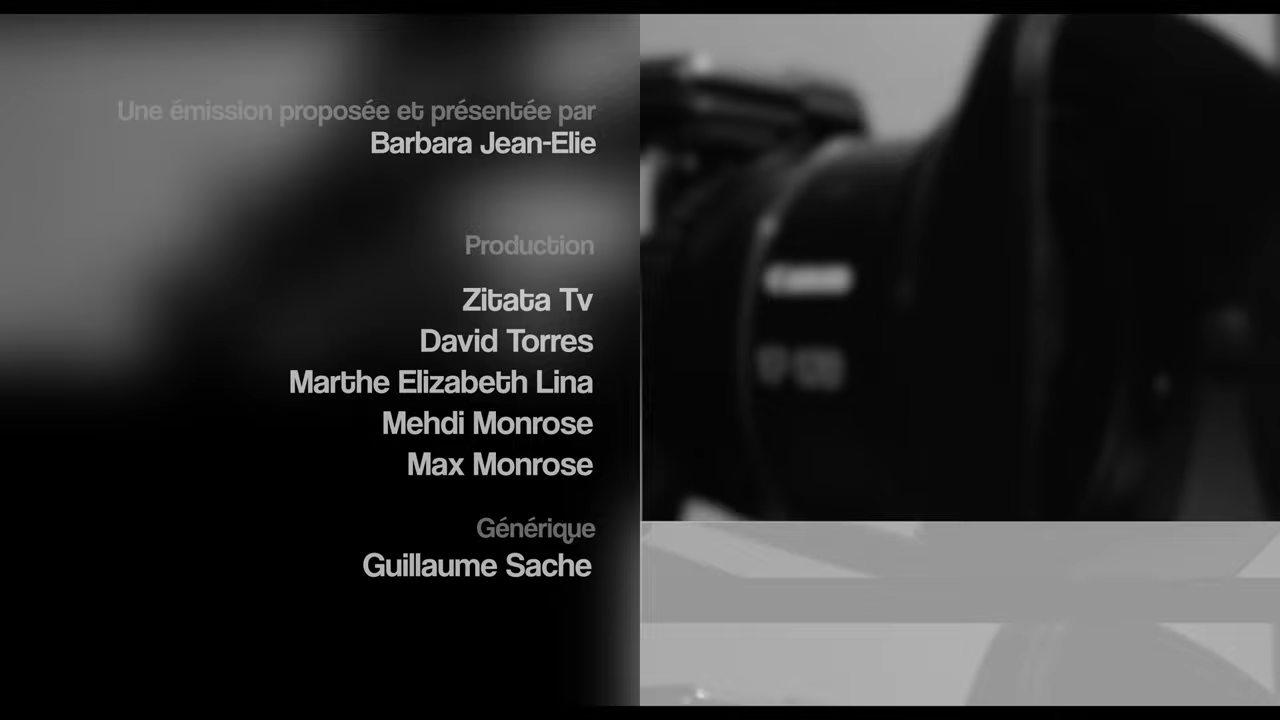 Une émission proposée et présentée par
Barbara Jean-Elie
Production
Zitata Tv
David Torres
Marthe Elizabeth Lina
Mehdi Monrose
Max Monrose
Générique
Guillaume Sache